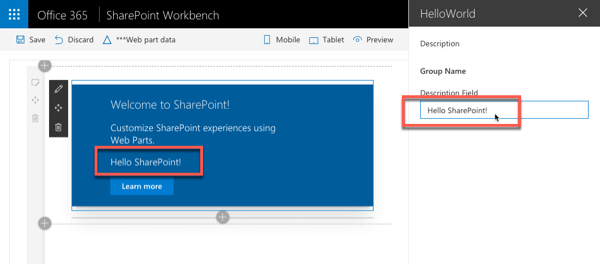 Office 365 SharePoint Workbench
Save Discard ***Web part data Mobile Tablet Preview
Welcome to SharePoint!
Customize SharePoint experiences using
Web Parts.
Hello SharePoint!
Learn more
HelloWorld
Description
Group Name
Description Field
Hello SharePoint!